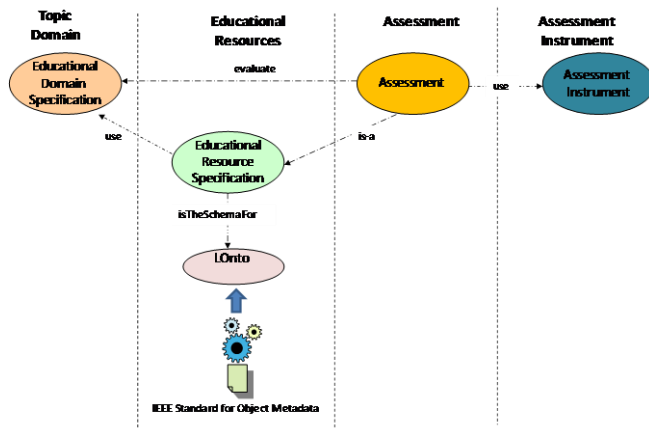 Topic
Domain
Educational
Resources
Assessment
Assessment
Instrument
Educational
Domain
Specification
evaluate
Assessment
use
Assessment
Instrument
use
Educational
Resource
Specification
is-a
isTheSchemaFor
LOnto
IEEE Standard for Object Metadata